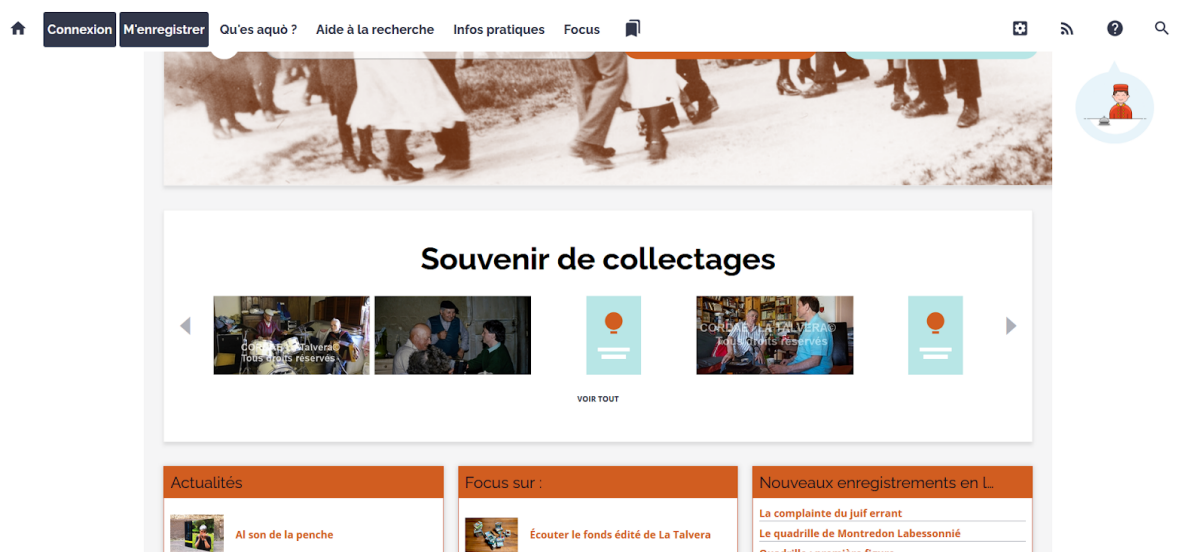 Connexion
M'enregistrer
Qu'es aquò ?
Aide à la recherche
Infos pratiques
Focus
Souvenir de collectages
CORDAE / La Talvera©
Tous droits réservés
CORDAE / LA TALVERA©
Tous droits réservés
VOIR TOUT
Actualités
Al son de la penche
Focus sur :
Écouter le fonds édité de La Talvera
Nouveaux enregistrements en l...
La complainte du juif errant
Le quadrille de Montredon Labessonnié